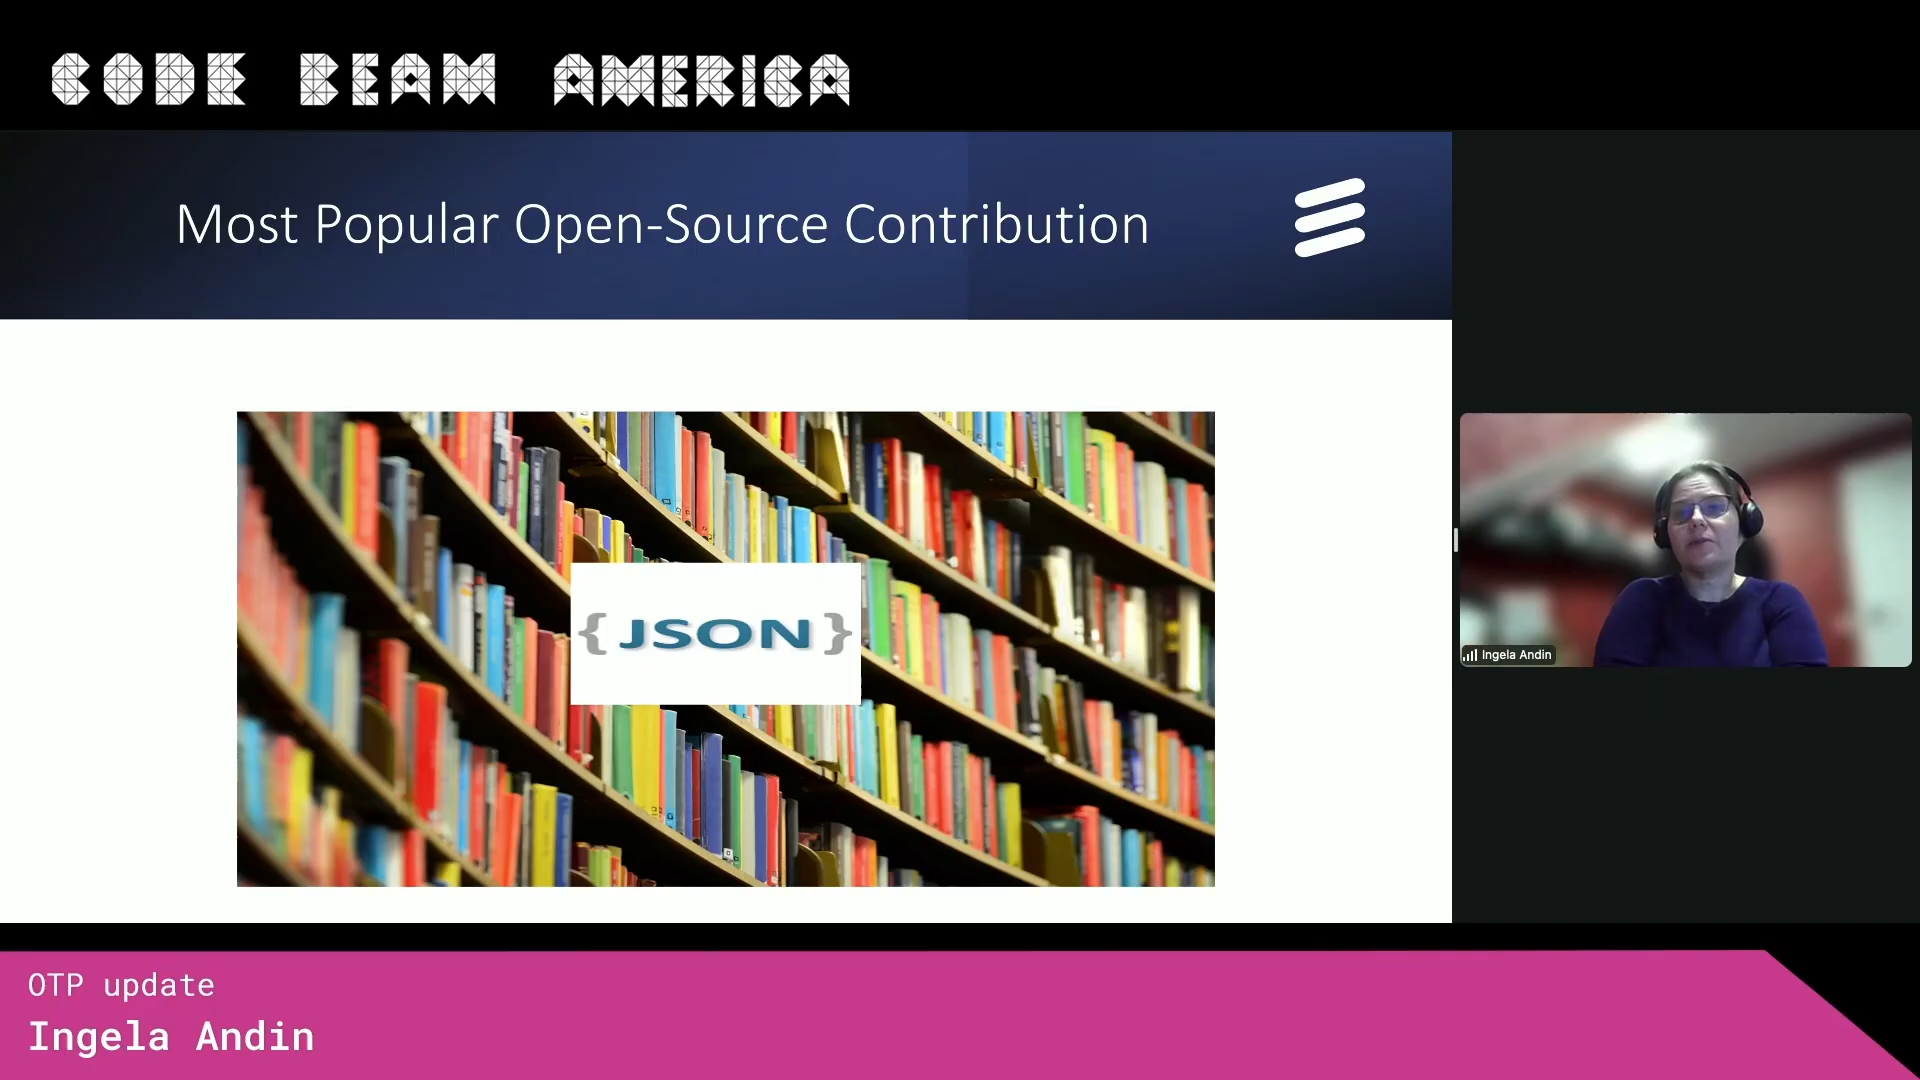 CODE BEAM AMERICA
Most Popular Open-Source Contribution
{JSON}
Ingela Andin
OTP update
Ingela Andin